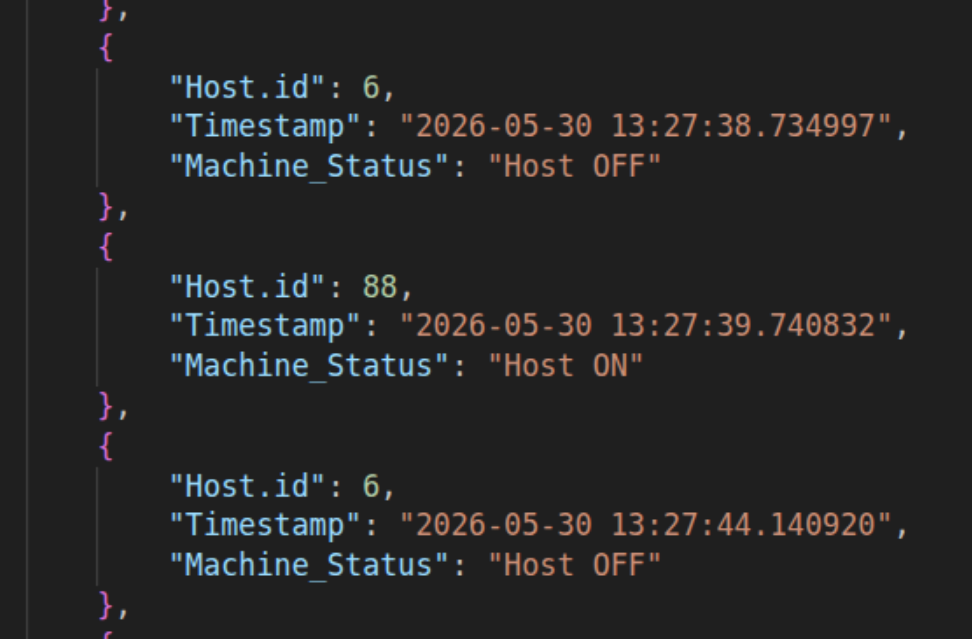 },
{
"Host.id": 6,
"Timestamp": "2026-05-30 13:27:38.734997",
"Machine_Status": "Host OFF"
},
{
"Host.id": 88,
"Timestamp": "2026-05-30 13:27:39.740832",
"Machine_Status": "Host ON"
},
{
"Host.id": 6,
"Timestamp": "2026-05-30 13:27:44.140920",
"Machine_Status": "Host OFF"
},
{